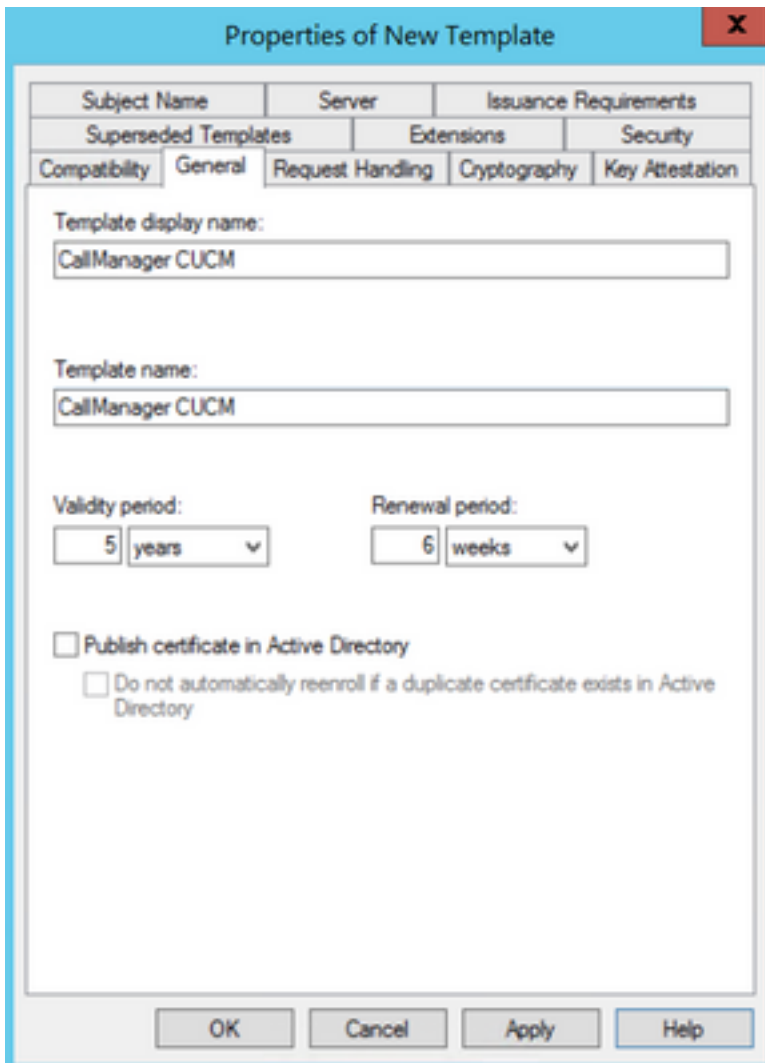 Properties of New Template
X
Subject Name Server Issuance Requirements
Superseded Templates Extensions Security
Compatibility General Request Handling Cryptography Key Attestation
Template display name:
CallManager CUCM
Template name:
CallManager CUCM
Validity period: Renewal period:
5 years 6 weeks
Publish certificate in Active Directory
Do not automatically reenroll if a duplicate certificate exists in Active
Directory
OK Cancel Apply Help